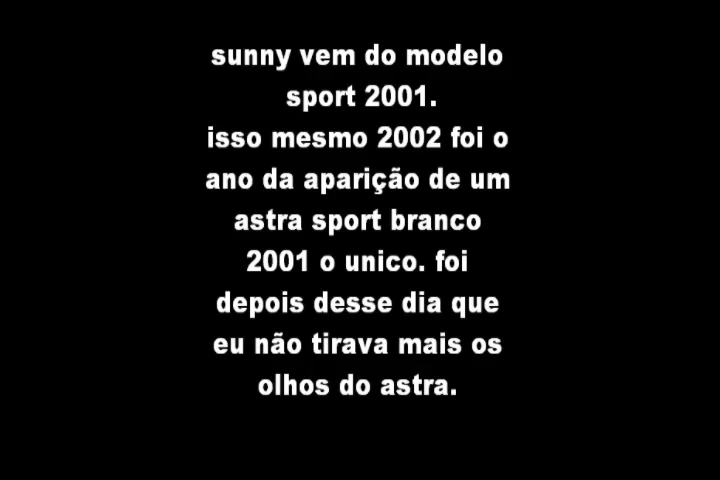 sunny vem do modelo
sport 2001.
isso mesmo 2002 foi o
ano da aparição de um
astra sport branco
2001 o unico. foi
depois desse dia que
eu não tirava mais os
olhos do astra.